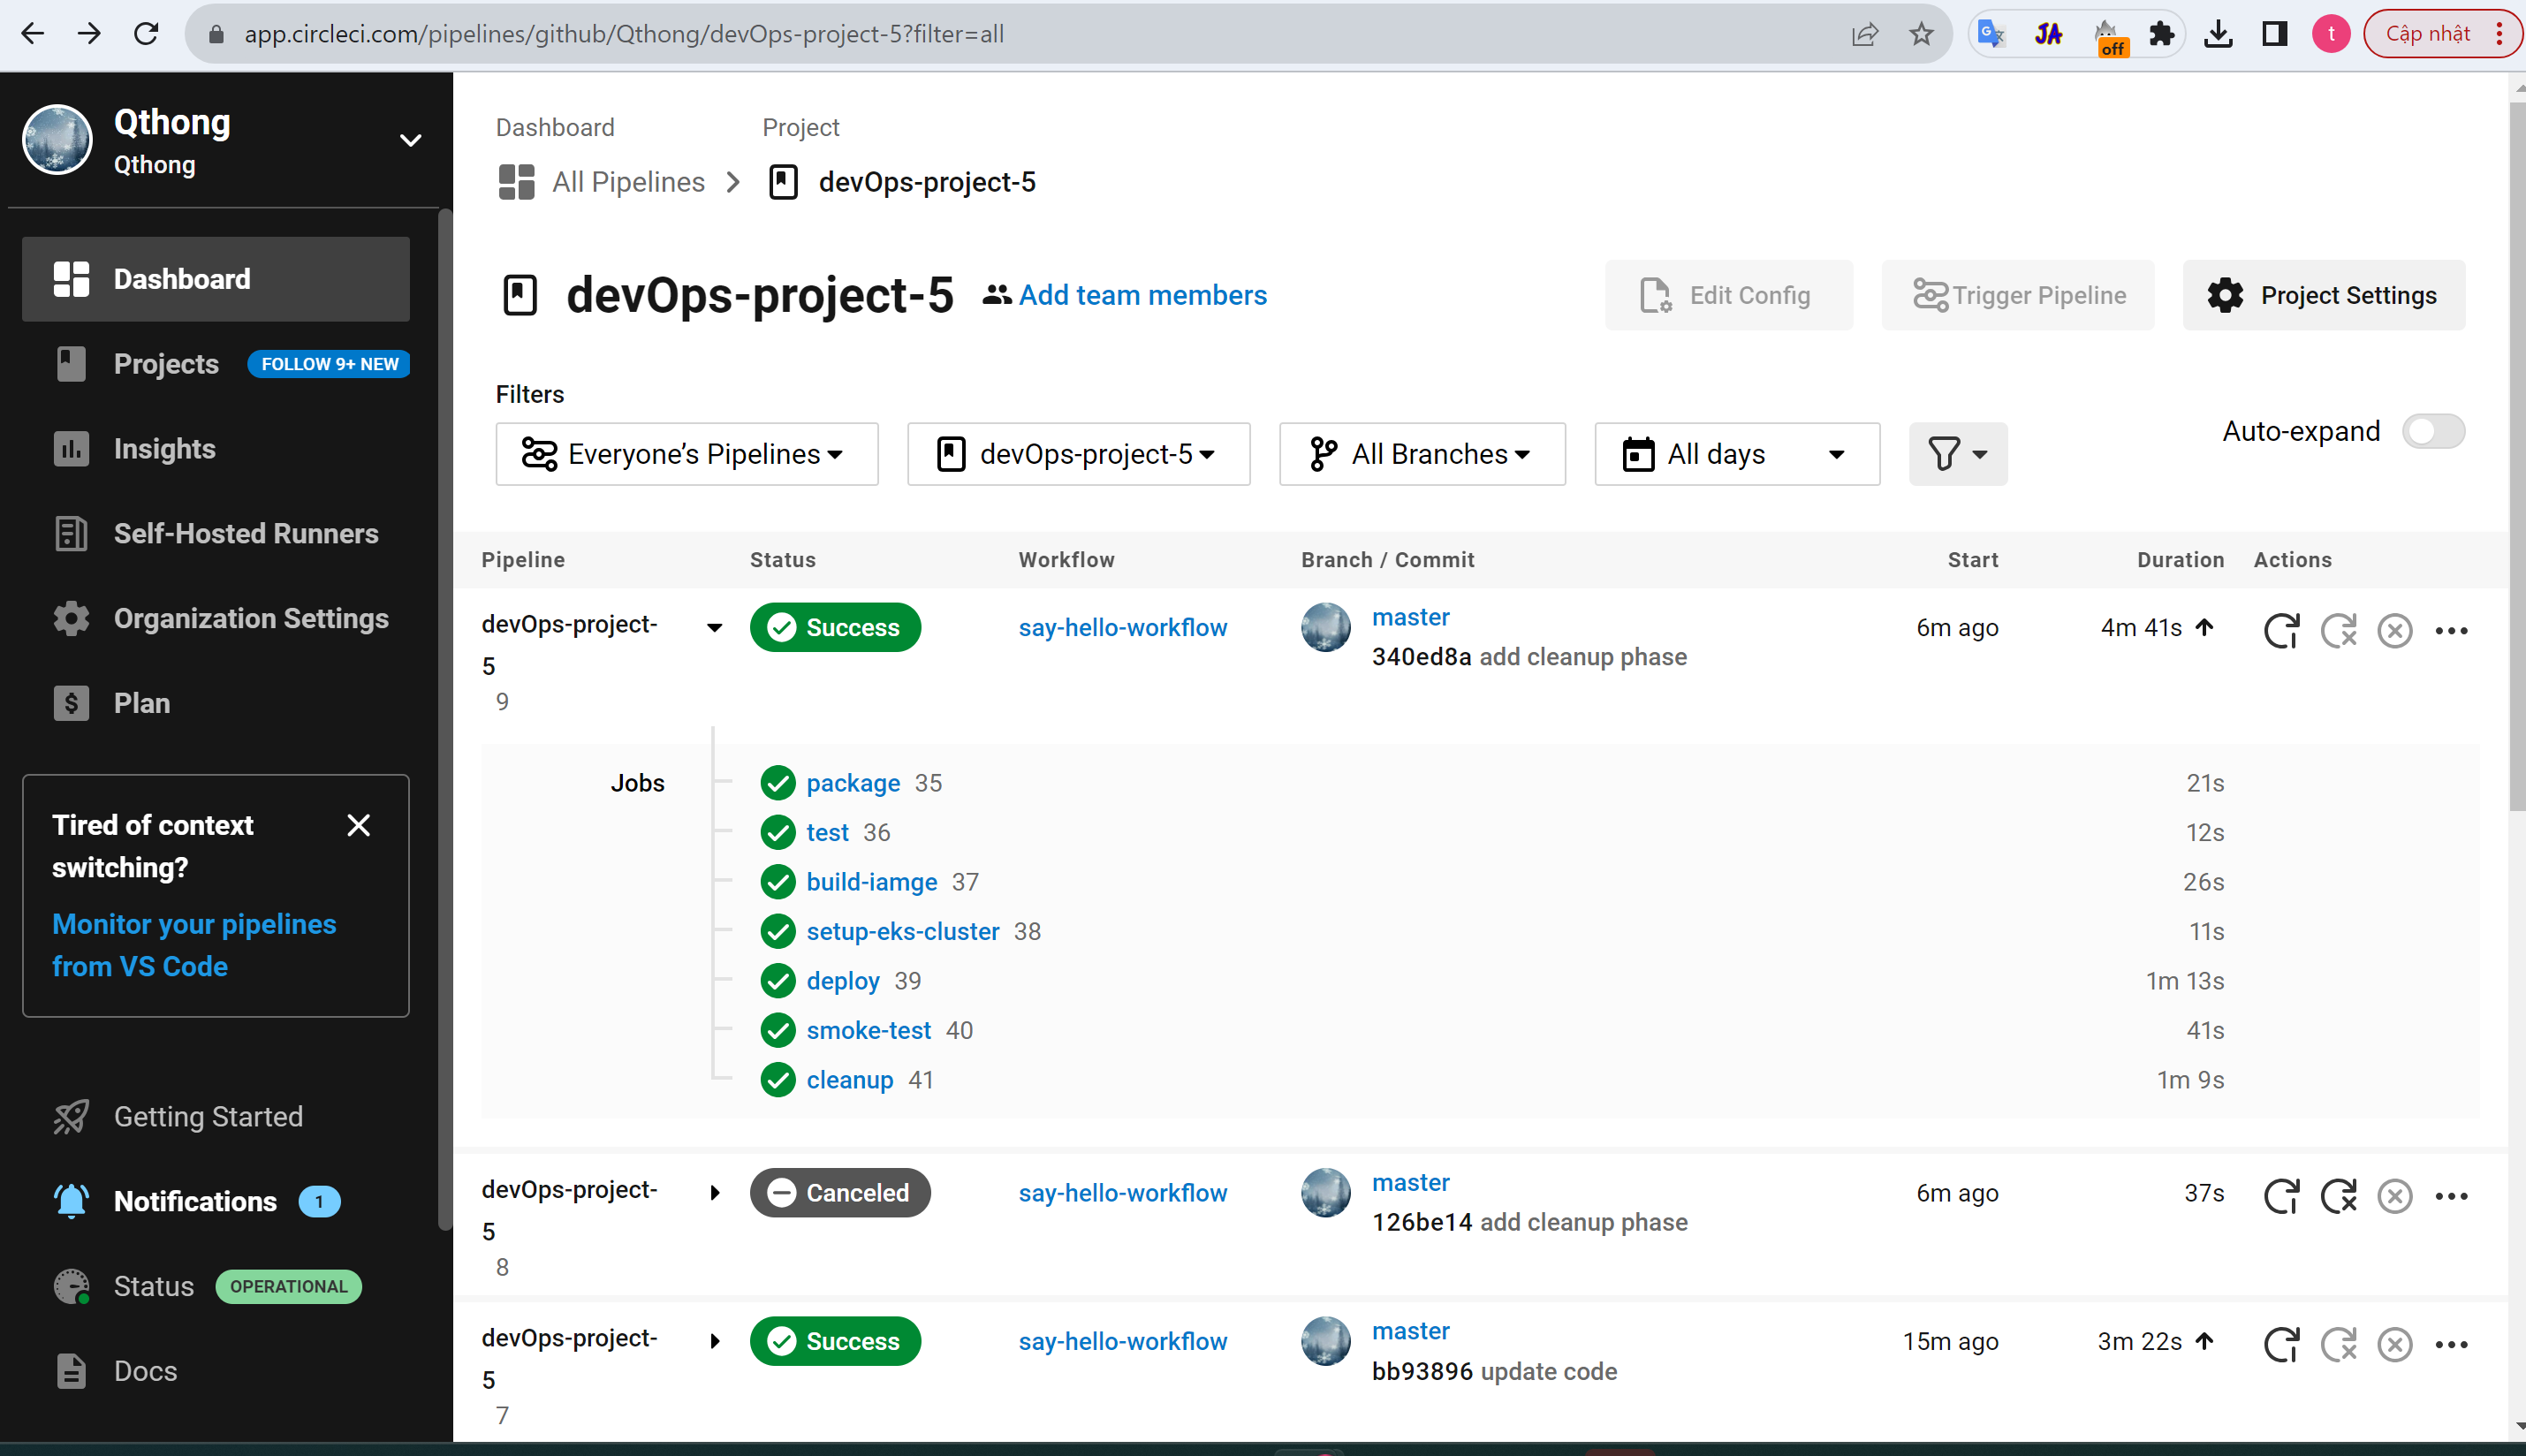 app.circleci.com/pipelines/github/Qthong/devOps-project-5?filter=all
JA
off
t
Cập nhật
Qthong
Qthong
Dashboard
Projects FOLLOW 9+ NEW
Insights
Self-Hosted Runners
Organization Settings
Plan
Tired of context
switching?
Monitor your pipelines
from VS Code
Getting Started
Notifications 1
Status OPERATIONAL
Docs
Dashboard Project
All Pipelines devOps-project-5
devOps-project-5 Add team members Edit Config Trigger Pipeline Project Settings
Filters
Everyone’s Pipelines devOps-project-5 All Branches All days Auto-expand
Pipeline Status Workflow Branch / Commit Start Duration Actions
devOps-project- Success say-hello-workflow master 6m ago 4m 41s
5 340ed8a add cleanup phase
9
Jobs package 35 21s
test 36 12s
build-iamge 37 26s
setup-eks-cluster 38 11s
deploy 39 1m 13s
smoke-test 40 41s
cleanup 41 1m 9s
devOps-project- Canceled say-hello-workflow master 6m ago 37s
5 126be14 add cleanup phase
8
devOps-project- Success say-hello-workflow master 15m ago 3m 22s
5 bb93896 update code
7